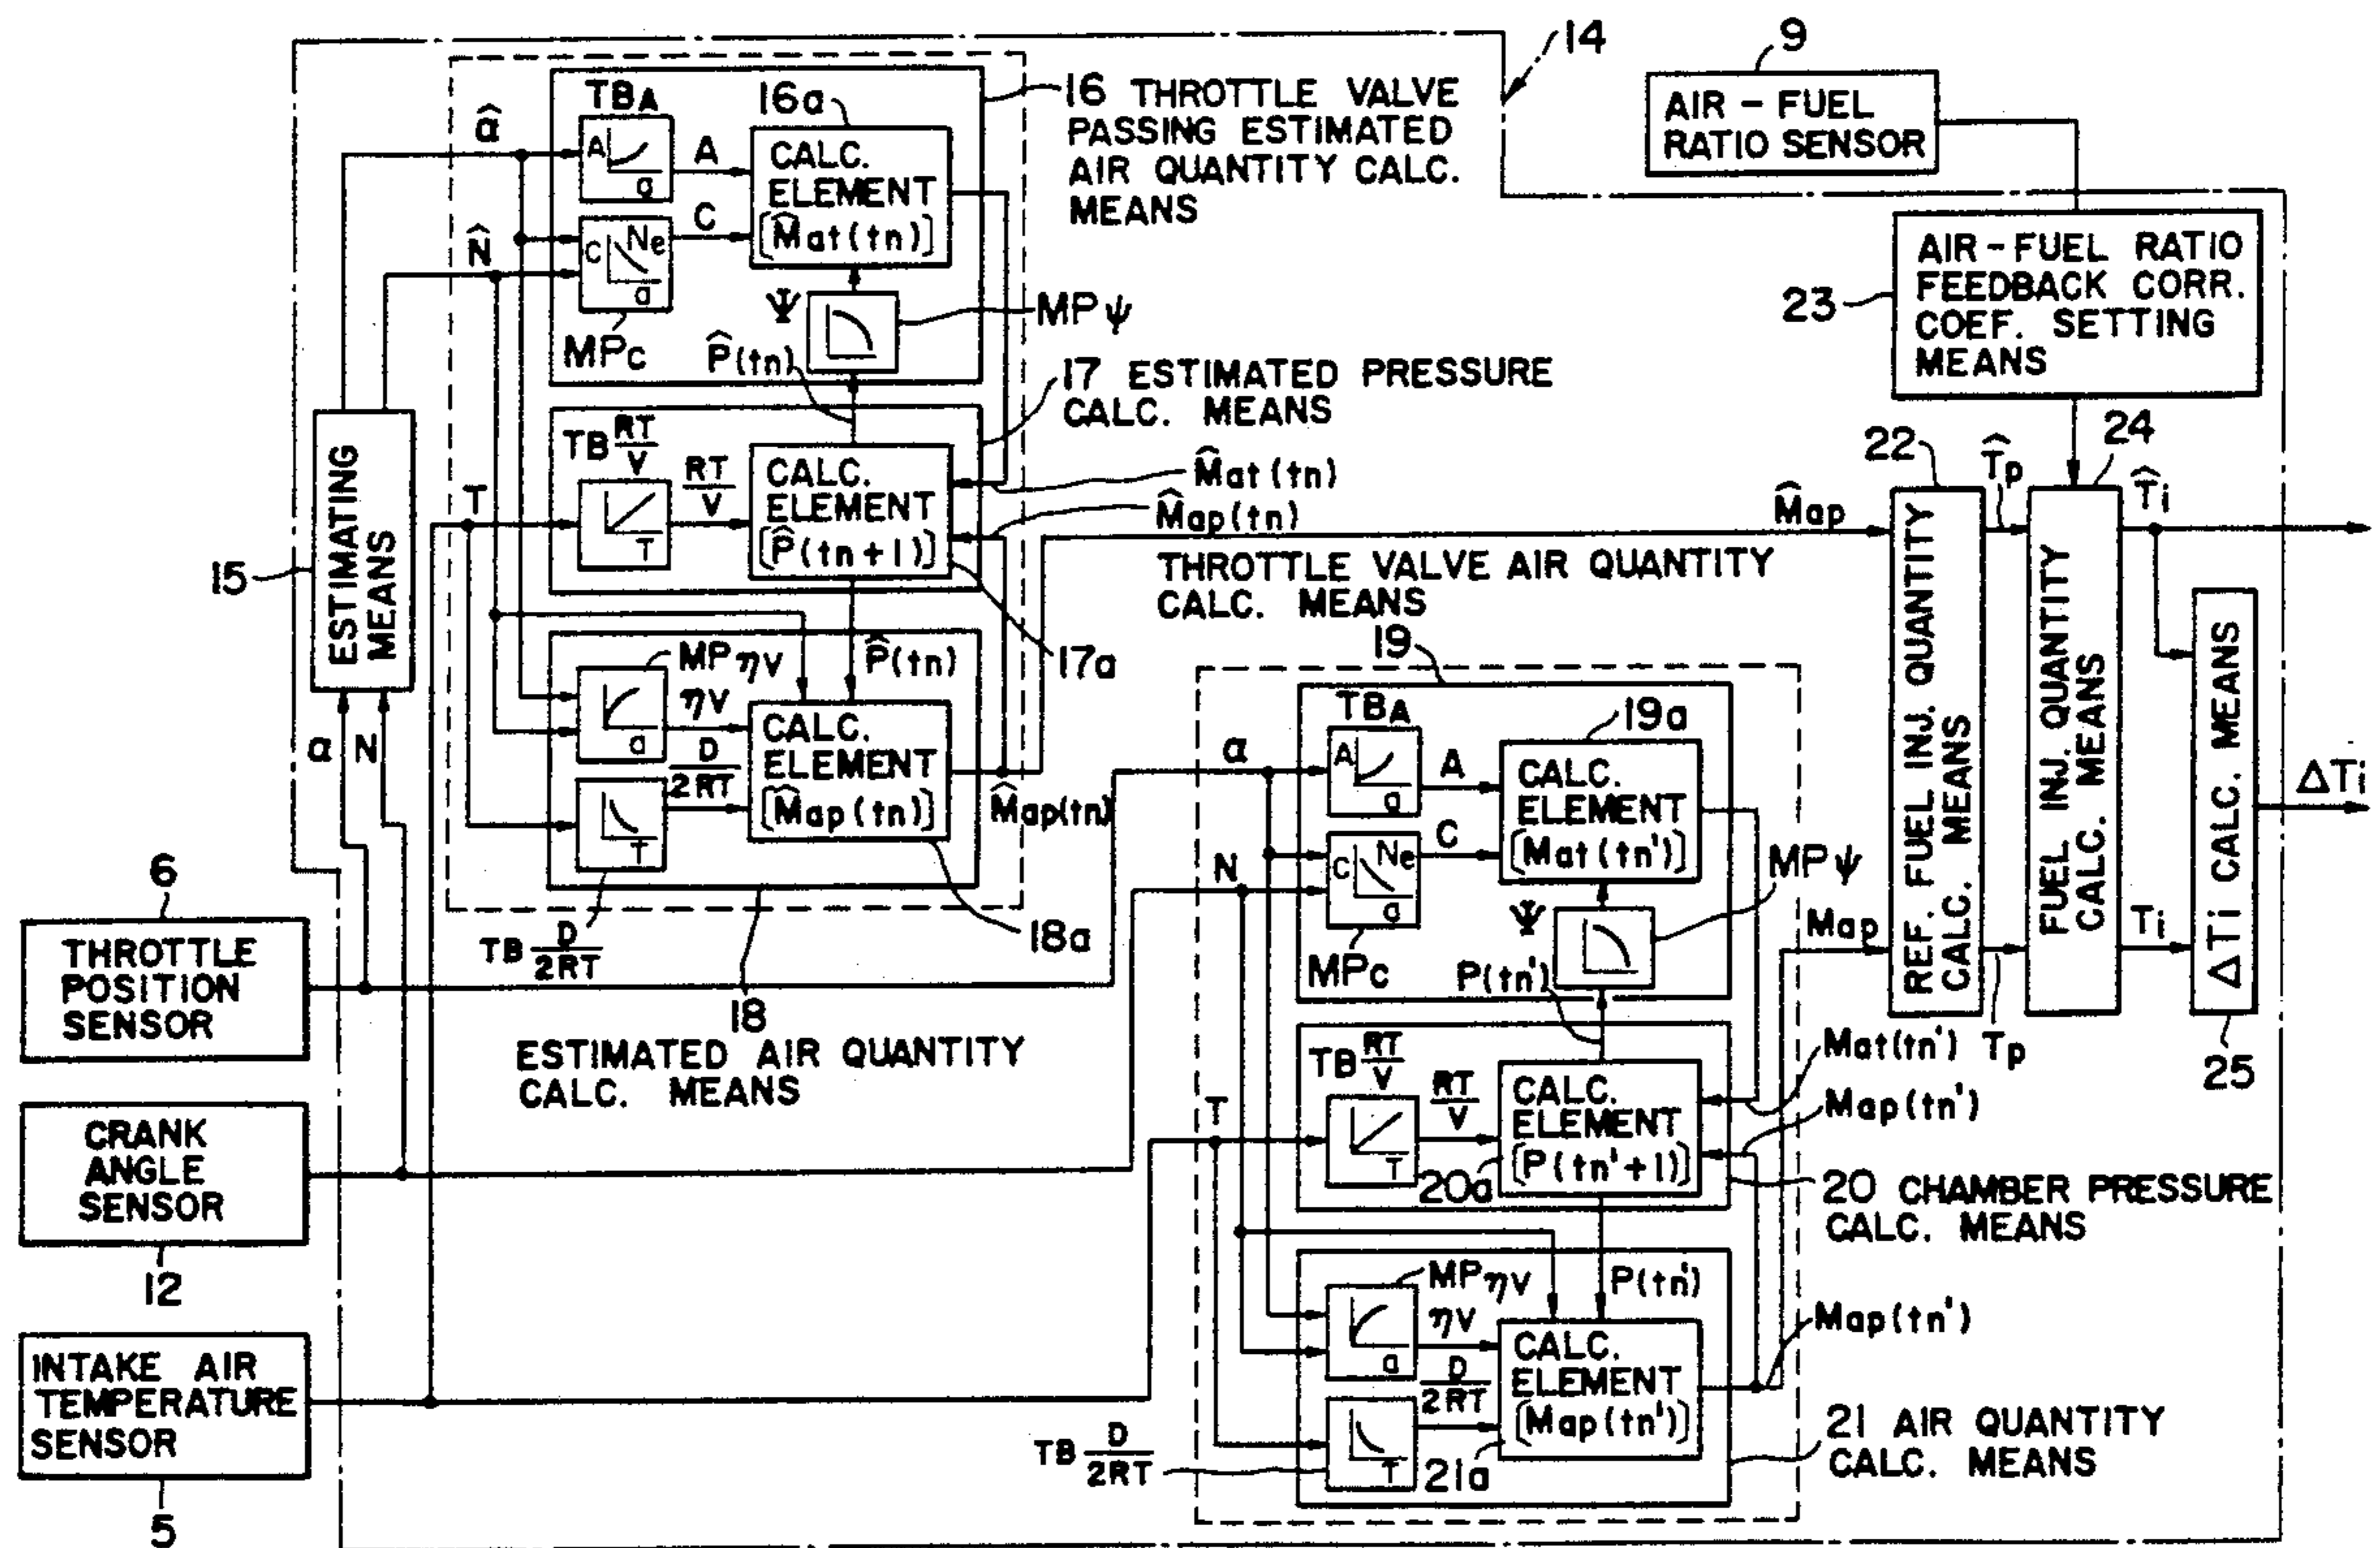 14
9
AIR – FUEL
RATIO SENSOR
16 THROTTLE VALVE
PASSING ESTIMATED
AIR QUANTITY CALC.
MEANS
TBA
16a
α̂
A
a
A
CALC.
ELEMENT
[M̂at(tn)]
N̂
C
Ne
a
C
MPC
Ψ
MPψ
P̂(tn)
AIR-FUEL RATIO
FEEDBACK CORR.
COEF. SETTING
MEANS
23
17 ESTIMATED PRESSURE
CALC. MEANS
TB RT/V
T
T
RT/V
CALC.
ELEMENT
[P̂(tn+1)]
M̂at(tn)
M̂ap(tn)
17a
M̂ap
22
T̂p
24
T̂i
15
ESTIMATING
MEANS
α
N
THROTTLE VALVE AIR QUANTITY
CALC. MEANS
MPηV
ηV
a
P̂(tn)
D/2RT
T
CALC.
ELEMENT
[M̂ap(tn)]
M̂ap(tn)
TB D/2RT
18a
18
ESTIMATED AIR QUANTITY
CALC. MEANS
6
THROTTLE
POSITION
SENSOR
CRANK
ANGLE
SENSOR
12
INTAKE AIR
TEMPERATURE
SENSOR
5
19
TBA
19a
α
A
a
A
CALC.
ELEMENT
[Mat(tn')]
N
C
Ne
a
C
MPC
Ψ
MPψ
P(tn')
TB RT/V
T
T
RT/V
CALC.
ELEMENT
[P(tn'+1)]
20a
Mat(tn')
Map(tn')
20 CHAMBER PRESSURE
CALC. MEANS
MPηV
ηV
a
P(tn')
D/2RT
T
CALC.
ELEMENT
[Map(tn')]
21a
Map(tn')
TB D/2RT
21 AIR QUANTITY
CALC. MEANS
Map
REF. FUEL INJ. QUANTITY
CALC. MEANS
Tp
FUEL INJ. QUANTITY
CALC. MEANS
Ti
ΔTi CALC. MEANS
ΔTi
25